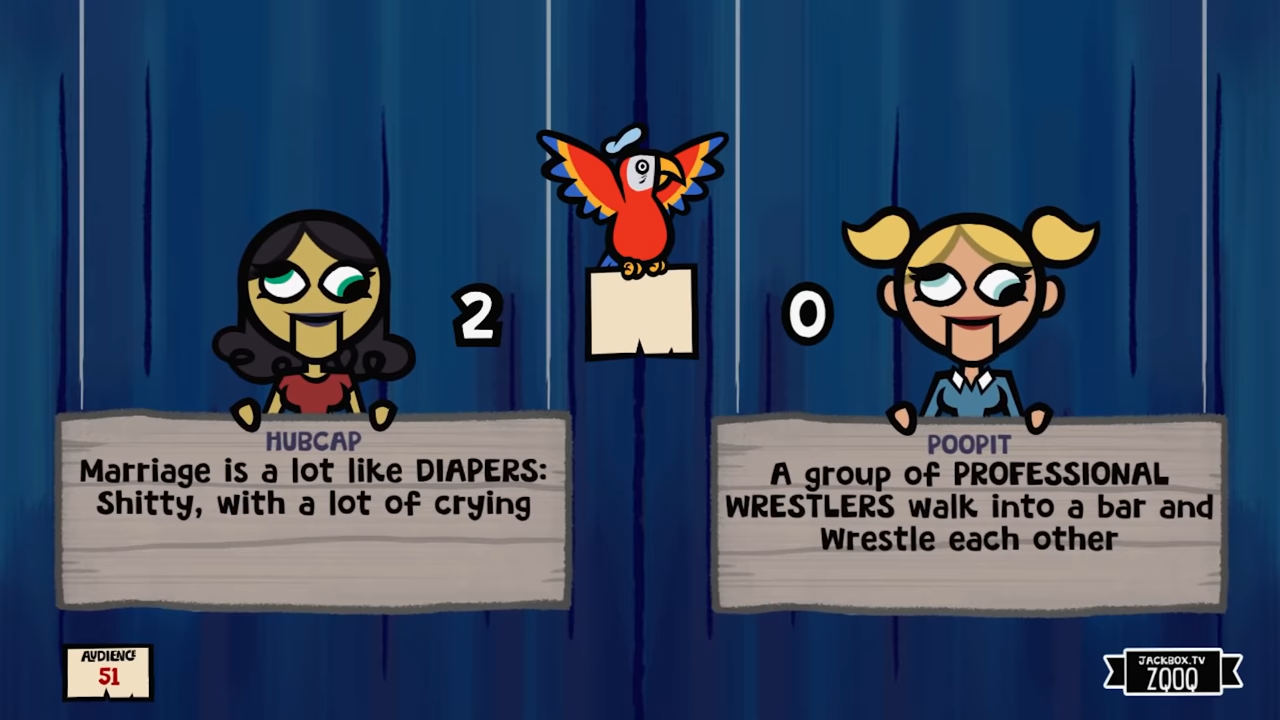 2
0
HUBCAP
Marriage is a lot like DIAPERS:
Shitty, with a lot of crying
POOPIT
A group of PROFESSIONAL
WRESTLERS walk into a bar and
Wrestle each other
AUDIENCE
51
JACKBOX.TV
ZQOQ